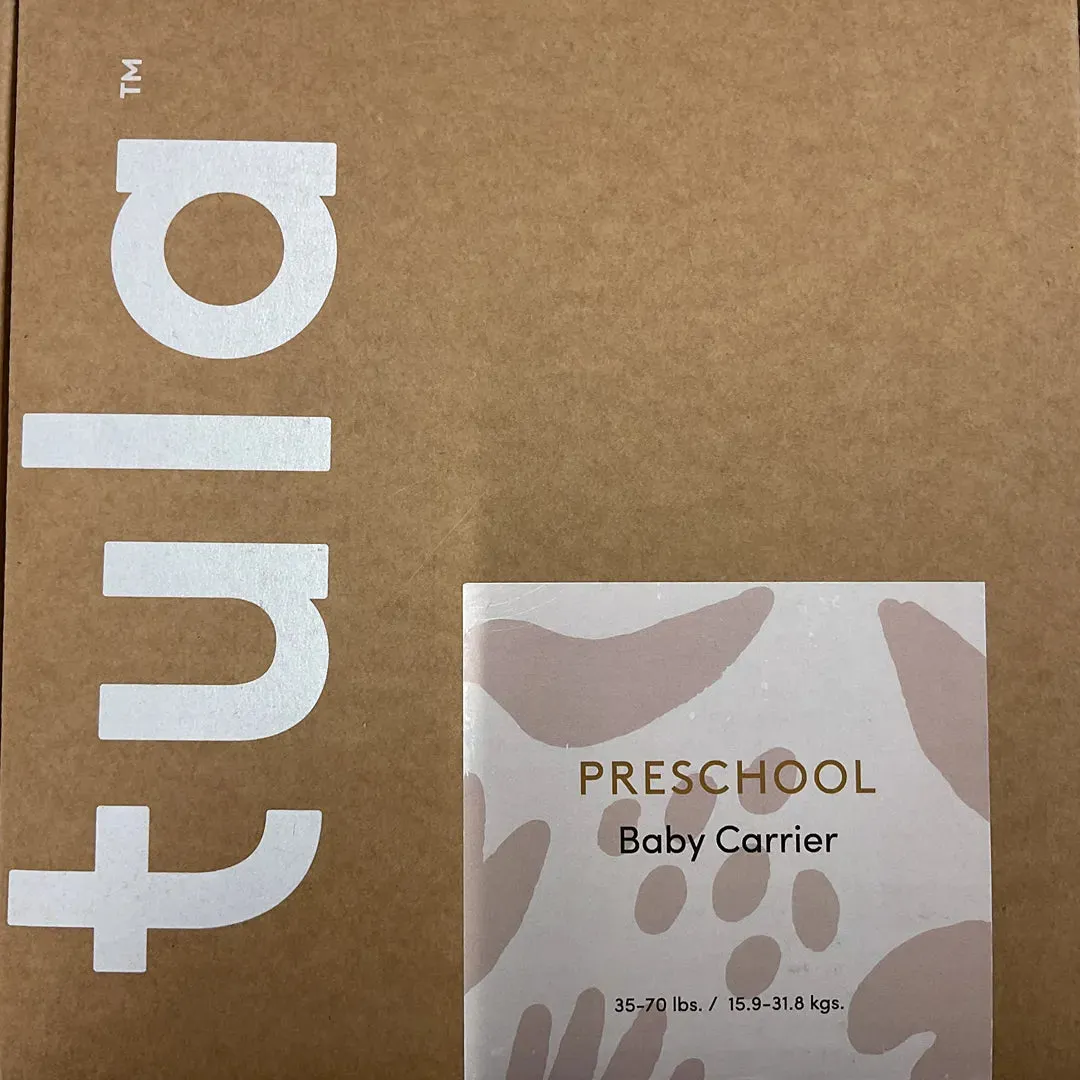 tula™
PRESCHOOL
Baby Carrier
35-70 lbs. / 15.9-31.8 kgs.